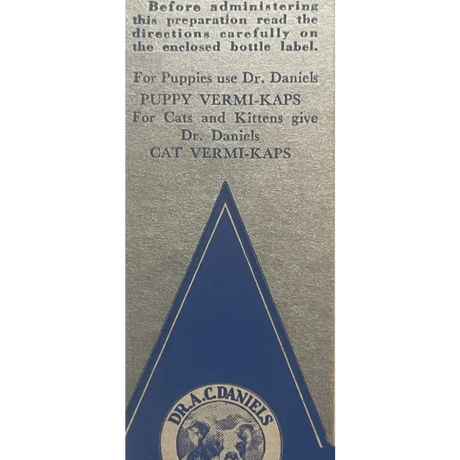 Before administering
this preparation read the
directions carefully on
the enclosed bottle label.
For Puppies use Dr. Daniels
PUPPY VERMI-KAPS
For Cats and Kittens give
Dr. Daniels
CAT VERMI-KAPS
DR. A.C. DANIELS